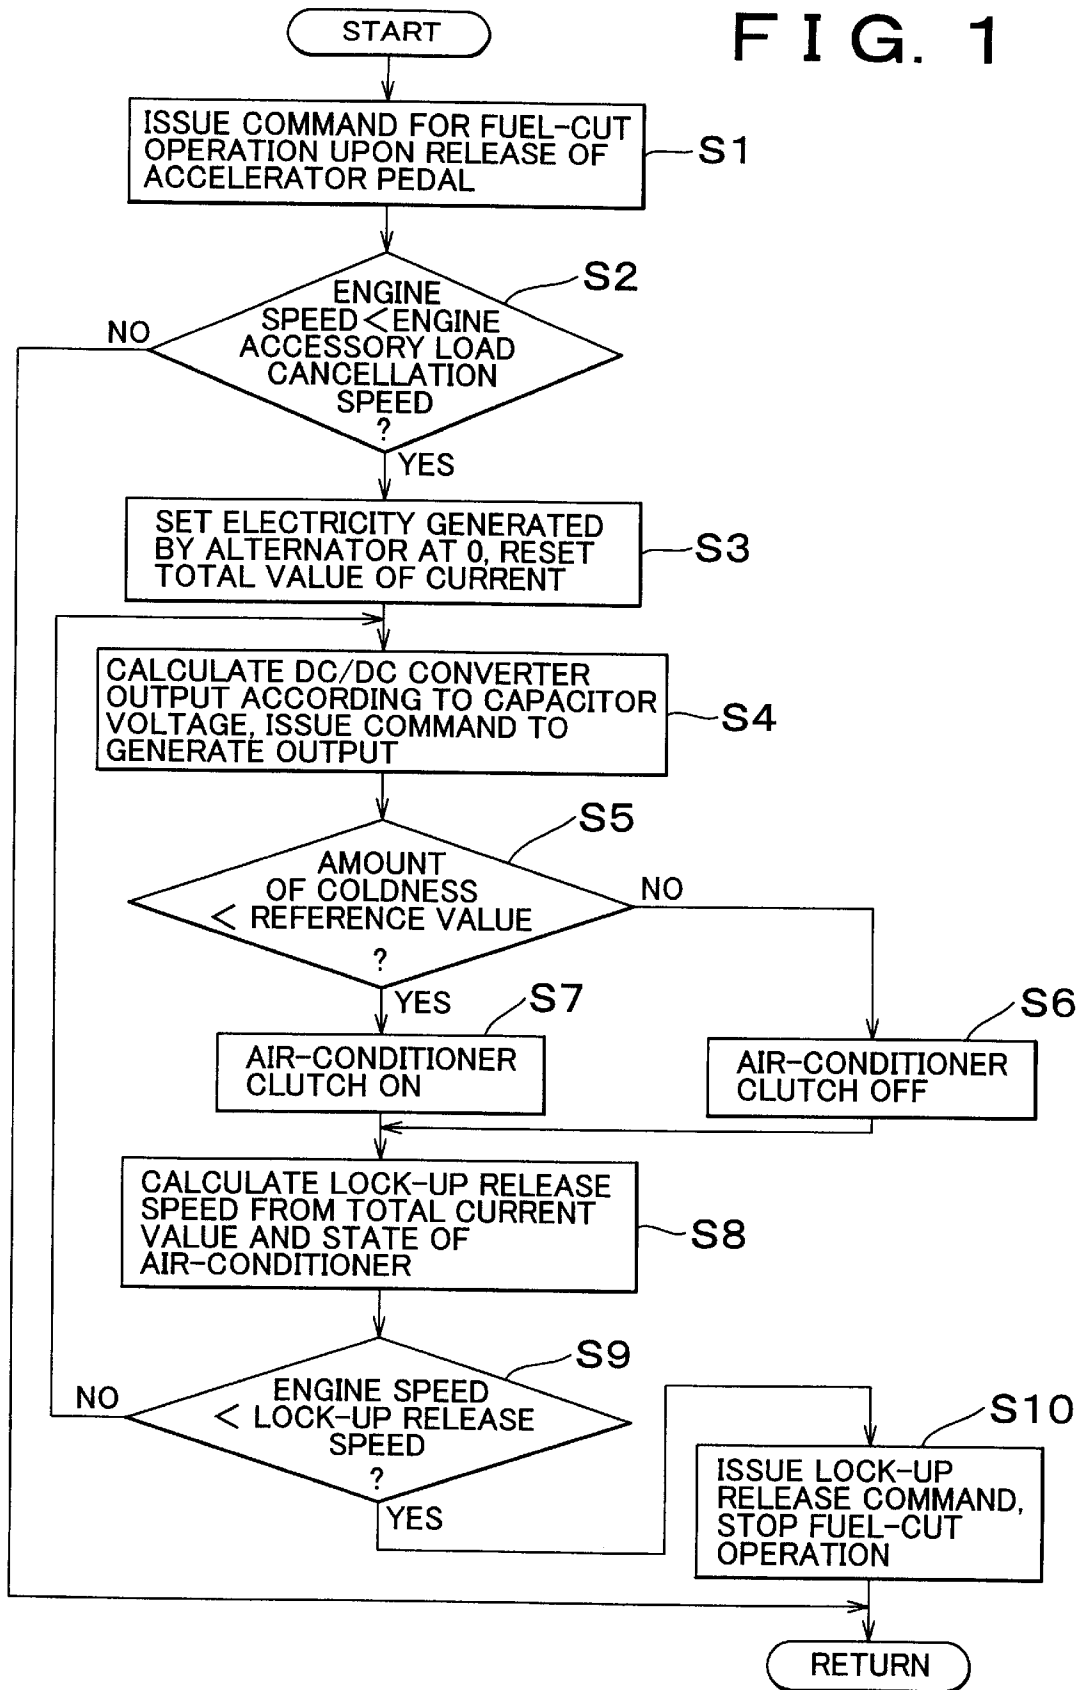 FIG. 1
START
ISSUE COMMAND FOR FUEL-CUT
OPERATION UPON RELEASE OF
ACCELERATOR PEDAL
S1
S2
ENGINE
SPEED<ENGINE
ACCESSORY LOAD
CANCELLATION
SPEED
?
NO
YES
SET ELECTRICITY GENERATED
BY ALTERNATOR AT 0, RESET
TOTAL VALUE OF CURRENT
S3
CALCULATE DC/DC CONVERTER
OUTPUT ACCORDING TO CAPACITOR
VOLTAGE, ISSUE COMMAND TO
GENERATE OUTPUT
S4
S5
AMOUNT
OF COLDNESS
< REFERENCE VALUE
?
NO
YES
S7
AIR-CONDITIONER
CLUTCH ON
S6
AIR-CONDITIONER
CLUTCH OFF
CALCULATE LOCK-UP RELEASE
SPEED FROM TOTAL CURRENT
VALUE AND STATE OF
AIR-CONDITIONER
S8
S9
ENGINE SPEED
< LOCK-UP RELEASE
SPEED
?
NO
YES
S10
ISSUE LOCK-UP
RELEASE COMMAND,
STOP FUEL-CUT
OPERATION
RETURN